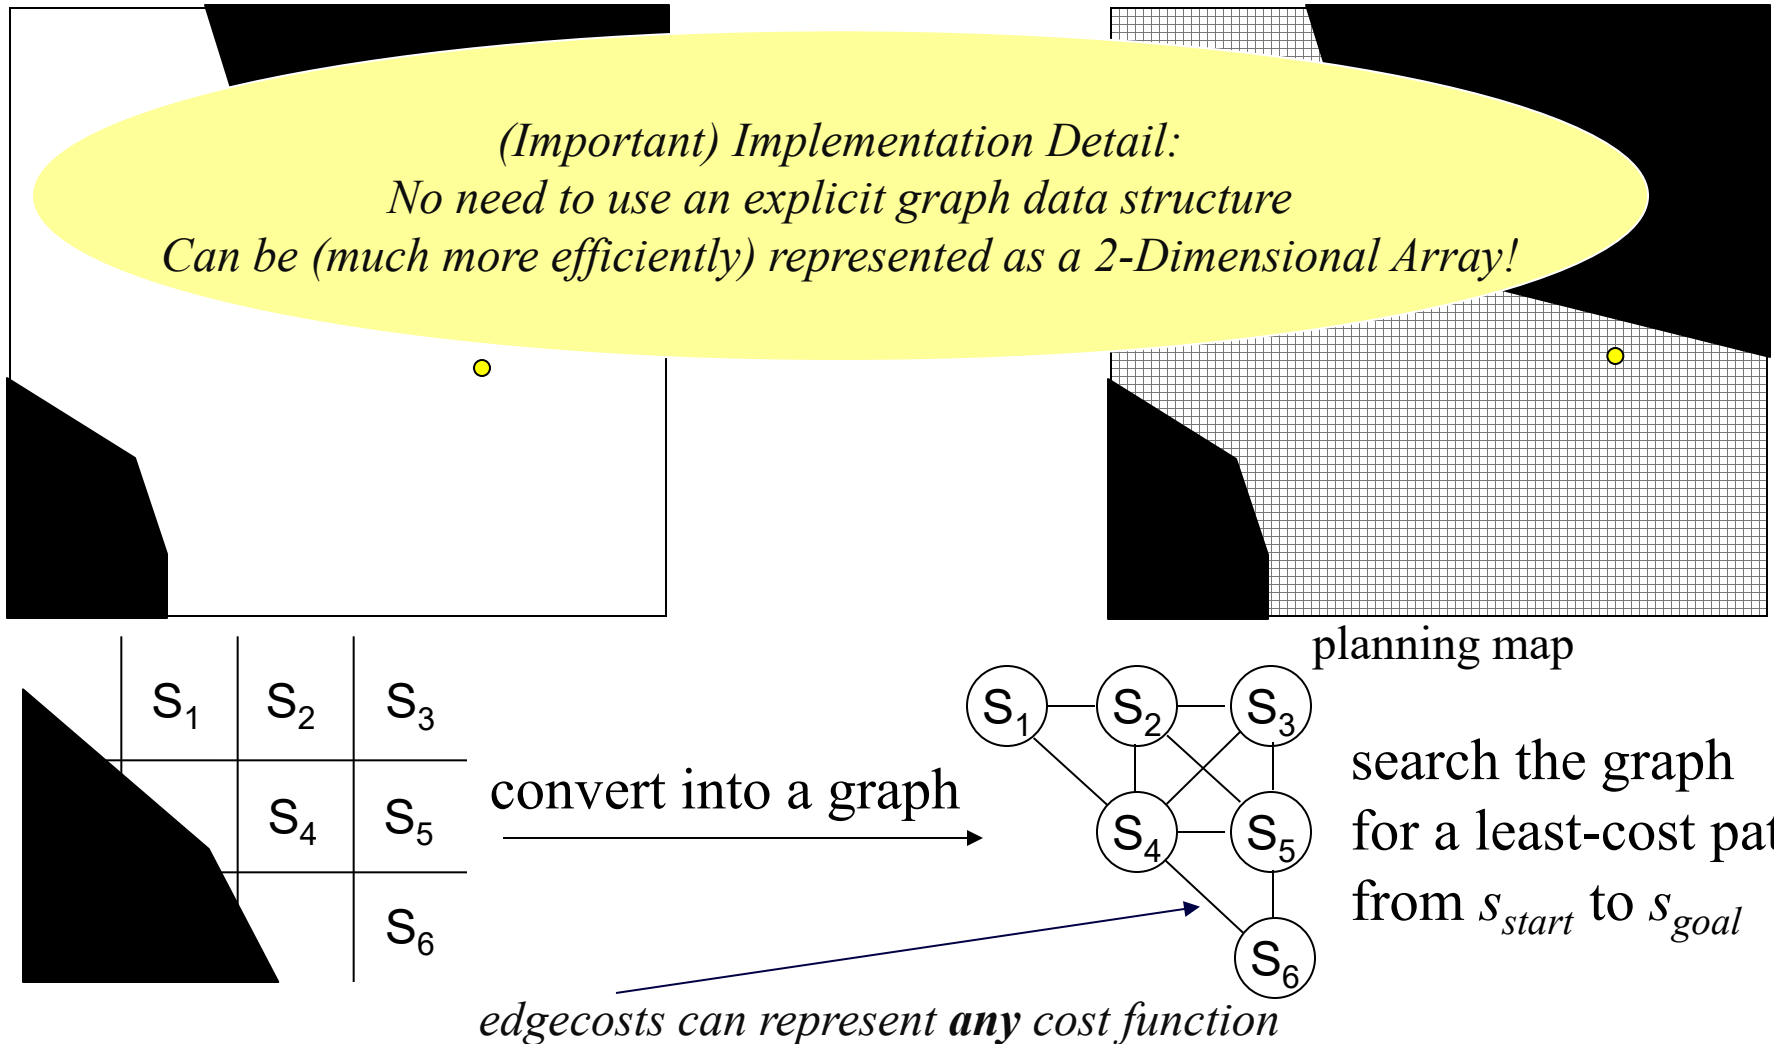 (Important) Implementation Detail:
No need to use an explicit graph data structure
Can be (much more efficiently) represented as a 2-Dimensional Array!
planning map
S1 S2 S3
S4 S5
S6
convert into a graph
S1 S2 S3
S4 S5
S6
search the graph
for a least-cost pat
from sstart to sgoal
edgecosts can represent any cost function